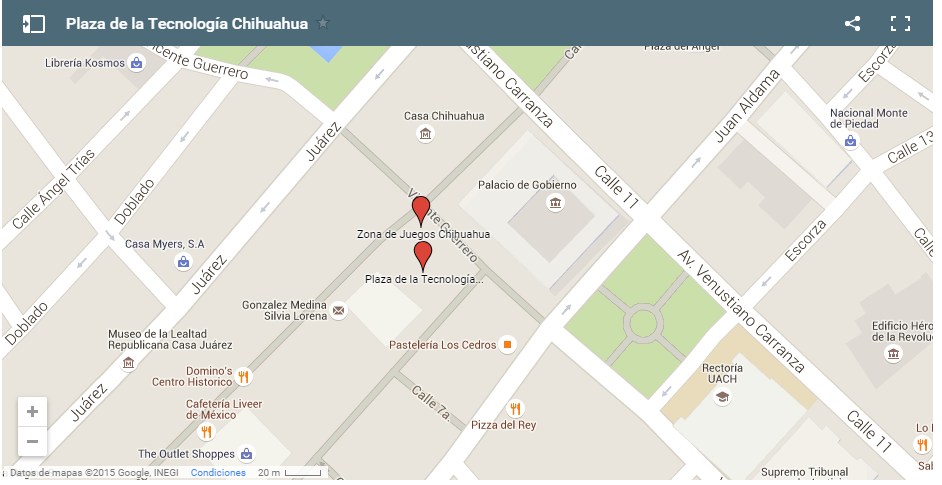 Plaza de la Tecnología Chihuahua
Librería Kosmos
Vicente Guerrero
Av. Venustiano Carranza
Plaza del Ángel
Juan Aldama
Escorza
Nacional Monte
de Piedad
Calle 13
Casa Chihuahua
Juárez
Calle Ángel Trías
Doblado
Palacio de Gobierno
Calle 11
Vicente Guerrero
Zona de Juegos Chihuahua
Escorza
Casa Myers, S.A
Juárez
Plaza de la Tecnología...
Av. Venustiano Carranza
Gonzalez Medina
Silvia Lorena
Doblado
Museo de la Lealtad
Republicana Casa Juárez
Pastelería Los Cedros
Edificio Héro
de la Revolu
Domino's
Centro Historico
Rectoría
UACH
Juárez
Cafetería Liveer
de México
Calle 7a.
Pizza del Rey
Calle 11
The Outlet Shoppes
Lo
Sa
Supremo Tribunal
+
−
Datos de mapas ©2015 Google, INEGI
Condiciones
20 m